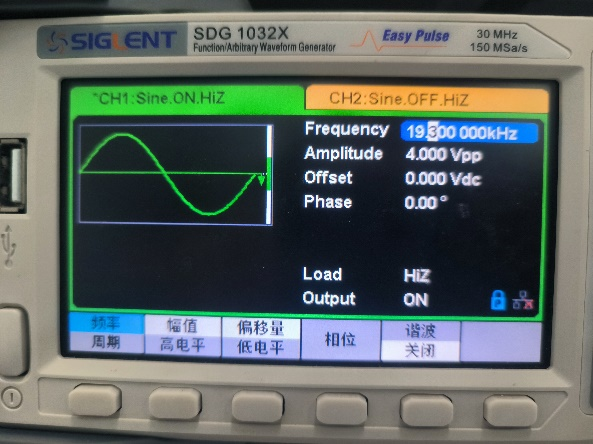 SIGLENT SDG 1032X Easy Pulse 30 MHz
Function/Arbitrary Waveform Generator 150 MSa/s
~CH1:Sine.ON.HiZ CH2:Sine.OFF.HiZ
Frequency 19.300 000kHz
Amplitude 4.000 Vpp
Offset 0.000 Vdc
Phase 0.00 °
Load HiZ
Output ON
频率 幅值 偏移量 相位 谐波
周期 高电平 低电平 关闭